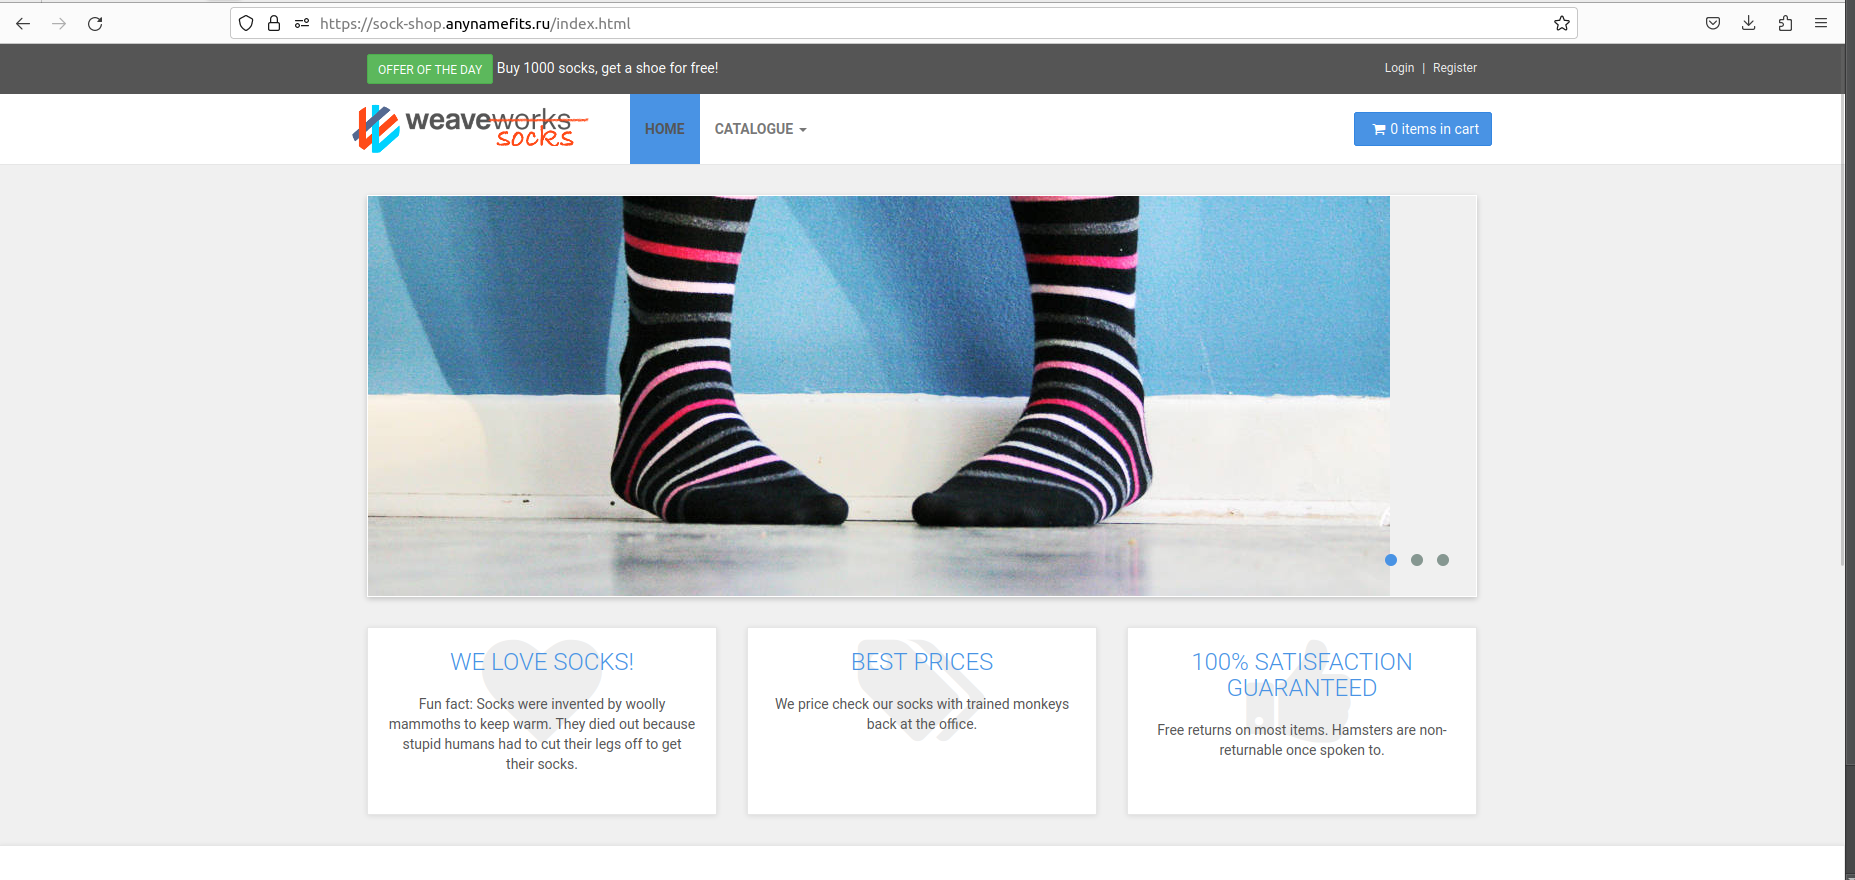 https://sock-shop.anynamefits.ru/index.html
OFFER OF THE DAY Buy 1000 socks, get a shoe for free!
Login | Register
weaveworks
socks
HOME
CATALOGUE
0 items in cart
WE LOVE SOCKS!
Fun fact: Socks were invented by woolly
mammoths to keep warm. They died out because
stupid humans had to cut their legs off to get
their socks.
BEST PRICES
We price check our socks with trained monkeys
back at the office.
100% SATISFACTION
GUARANTEED
Free returns on most items. Hamsters are non-
returnable once spoken to.